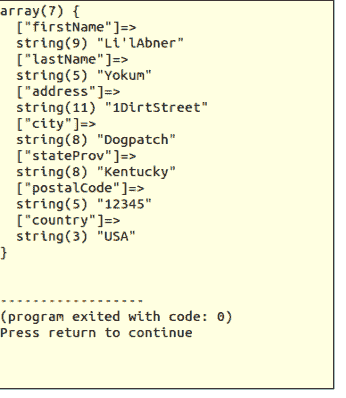 array(7) {
  ["firstName"]=>
  string(9) "Li'lAbner"
  ["lastName"]=>
  string(5) "Yokum"
  ["address"]=>
  string(11) "1DirtStreet"
  ["city"]=>
  string(8) "Dogpatch"
  ["stateProv"]=>
  string(8) "Kentucky"
  ["postalCode"]=>
  string(5) "12345"
  ["country"]=>
  string(3) "USA"
}
------------------
(program exited with code: 0)
Press return to continue